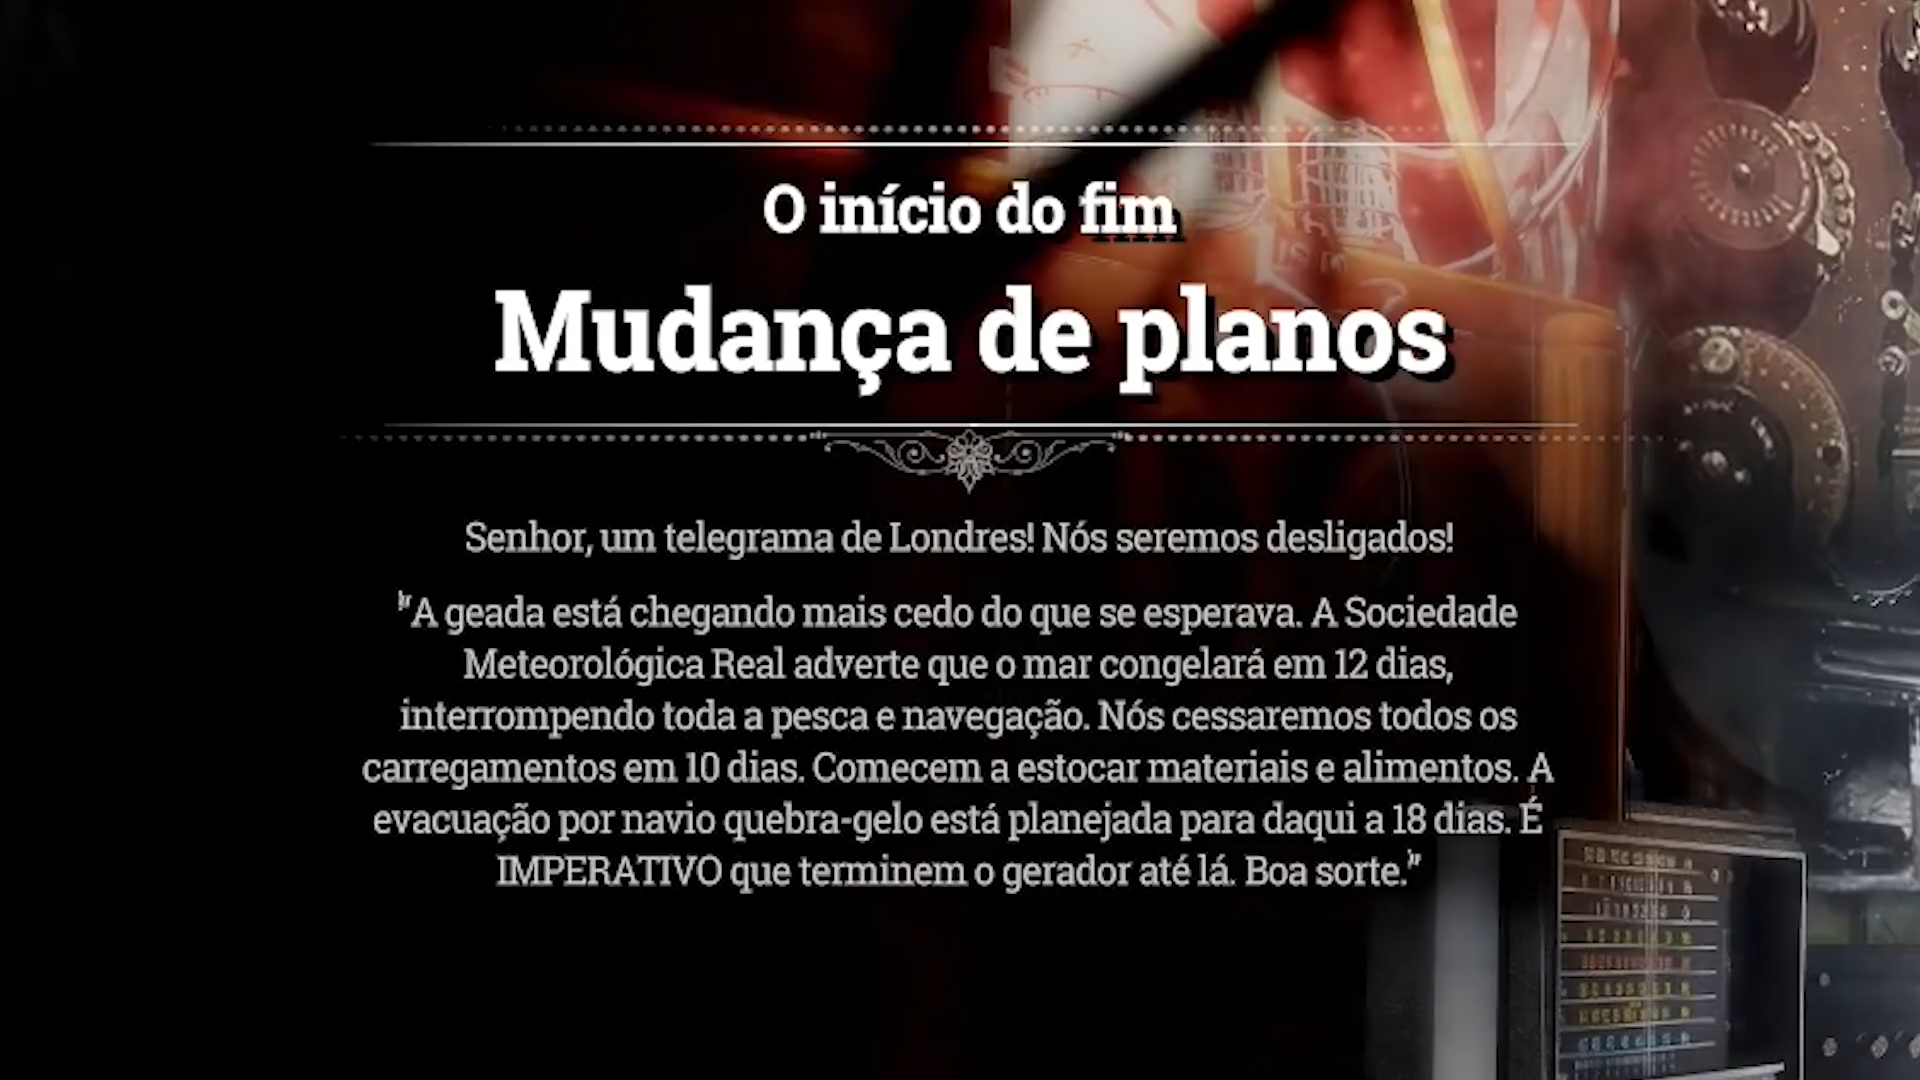 O início do fim
Mudança de planos
Senhor, um telegrama de Londres! Nós seremos desligados!
"A geada está chegando mais cedo do que se esperava. A Sociedade
Meteorológica Real adverte que o mar congelará em 12 dias,
interrompendo toda a pesca e navegação. Nós cessaremos todos os
carregamentos em 10 dias. Comecem a estocar materiais e alimentos. A
evacuação por navio quebra-gelo está planejada para daqui a 18 dias. É
IMPERATIVO que terminem o gerador até lá. Boa sorte."